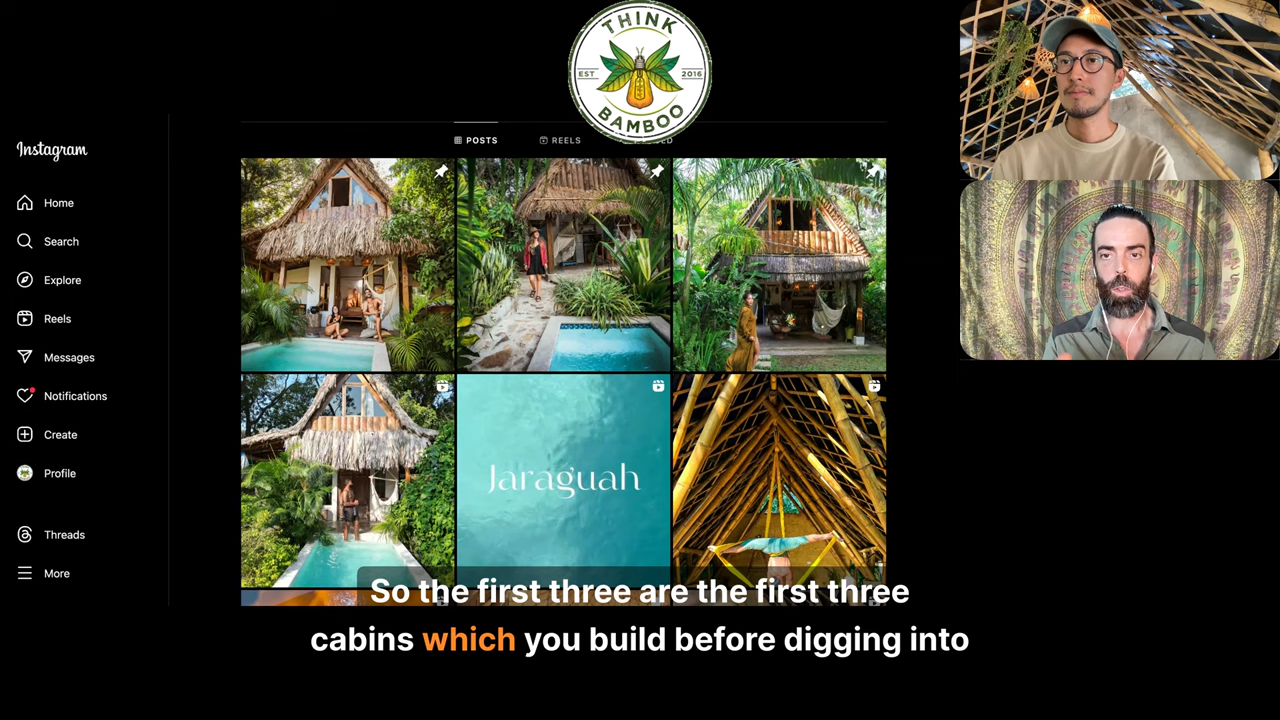 THINK
EST
2016
BAMBOO
Instagram
POSTS
REELS
Home
Search
Explore
Reels
Messages
Notifications
Create
Profile
Threads
More
Jaraguah
So the first three are the first three
cabins which you build before digging into